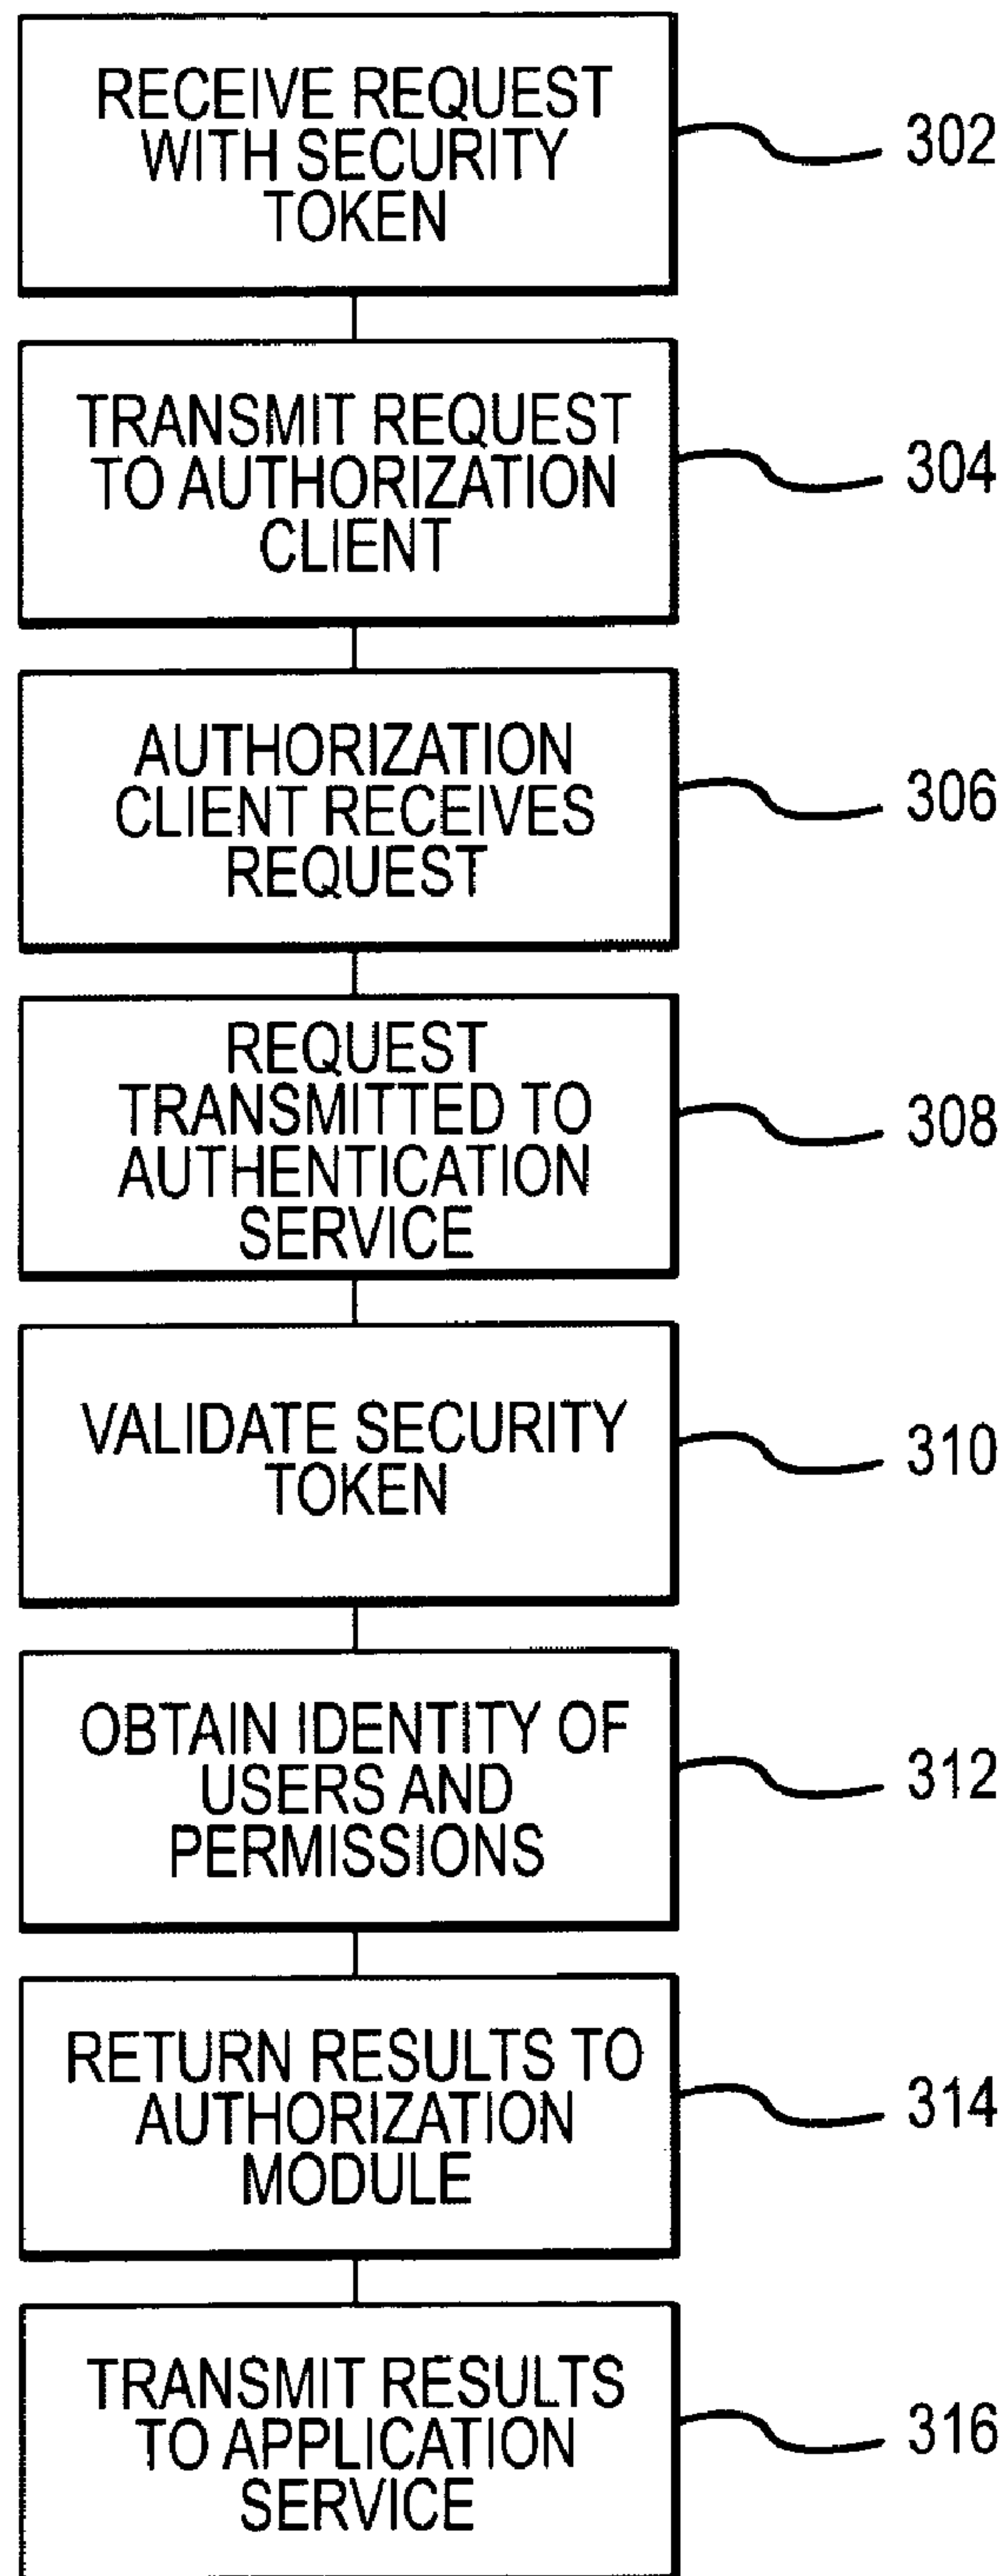 RECEIVE REQUEST
WITH SECURITY
TOKEN
302
TRANSMIT REQUEST
TO AUTHORIZATION
CLIENT
304
AUTHORIZATION
CLIENT RECEIVES
REQUEST
306
REQUEST
TRANSMITTED TO
AUTHENTICATION
SERVICE
308
VALIDATE SECURITY
TOKEN
310
OBTAIN IDENTITY OF
USERS AND
PERMISSIONS
312
RETURN RESULTS TO
AUTHORIZATION
MODULE
314
TRANSMIT RESULTS
TO APPLICATION
SERVICE
316